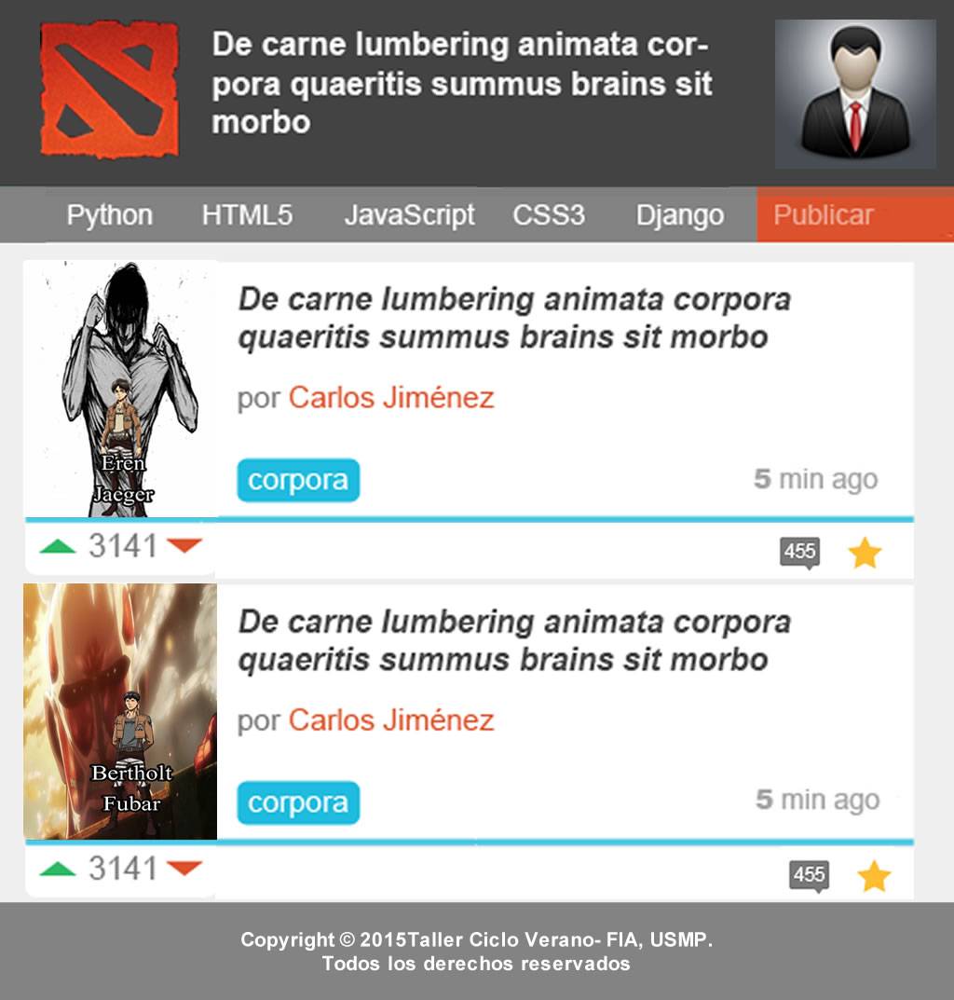 De carne lumbering animata cor-
pora quaeritis summus brains sit
morbo
Python HTML5 JavaScript CSS3 Django Publicar
De carne lumbering animata corpora
quaeritis summus brains sit morbo
por Carlos Jiménez
Eren
Jaeger
corpora 5 min ago
3141 455
De carne lumbering animata corpora
quaeritis summus brains sit morbo
por Carlos Jiménez
Bertholt
Fubar
corpora 5 min ago
3141 455
Copyright © 2015Taller Ciclo Verano- FIA, USMP.
Todos los derechos reservados